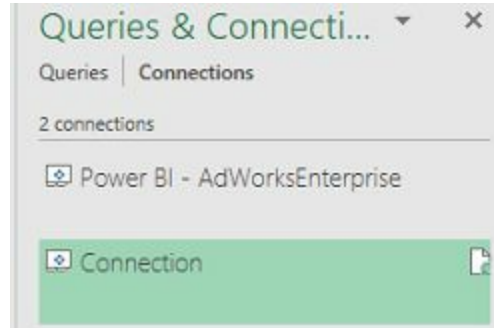 Queries & Connecti...
Queries | Connections
2 connections
Power BI - AdWorksEnterprise
Connection